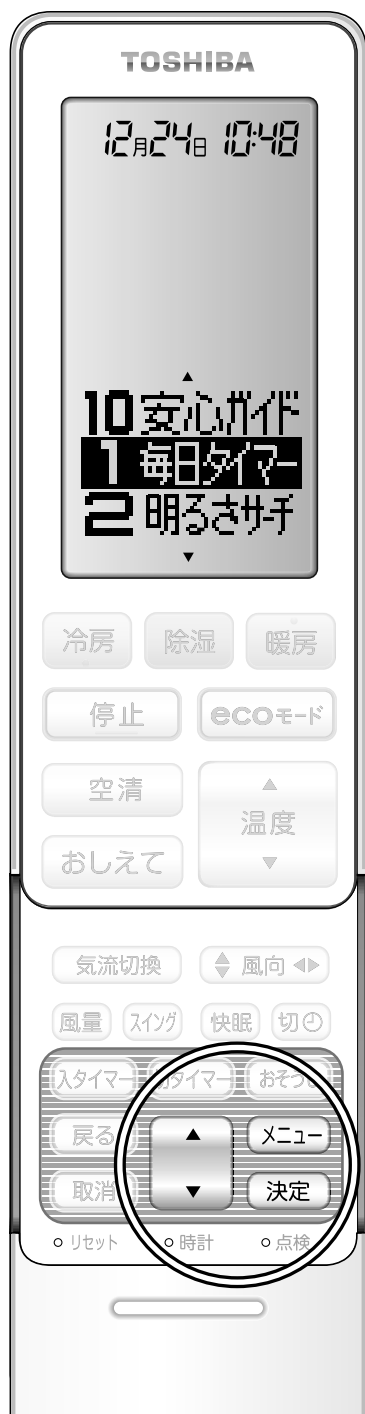 TOSHIBA
12月24日 10:48
▲
10 安心ガイド
1 毎日タイマー
2 明るさサーチ
▼
冷房 除湿 暖房
停止 ecoモード
空清
▲
温度
おしえて
▼
気流切換 ▲▼ 風向 ◀▶
風量 スイング 快眠 切
入タイマー 切タイマー おそうじ
戻る ▲ メニュー
取消 ▼ 決定
リセット 時計 点検